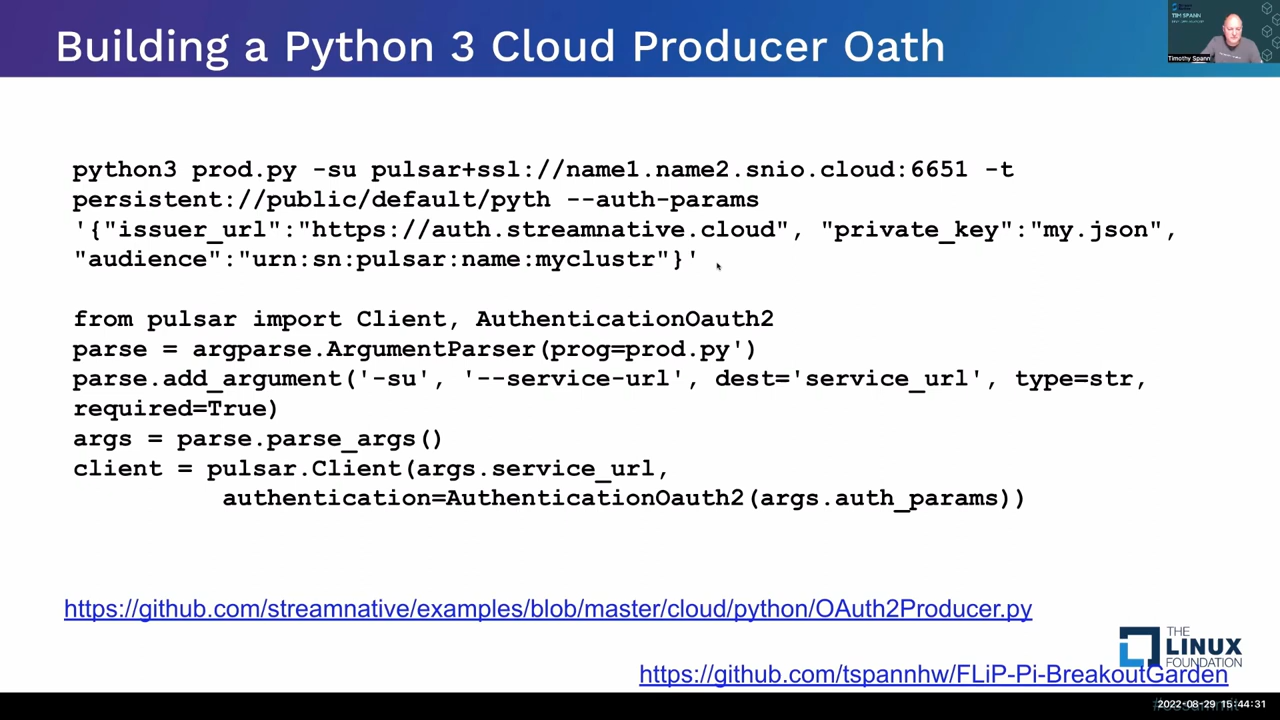 Building a Python 3 Cloud Producer Oath
TIM SPANN
Timothy Spann
python3 prod.py -su pulsar+ssl://name1.name2.snio.cloud:6651 -t
persistent://public/default/pyth --auth-params
'{"issuer_url":"https://auth.streamnative.cloud", "private_key":"my.json",
"audience":"urn:sn:pulsar:name:myclustr"}'
from pulsar import Client, AuthenticationOauth2
parse = argparse.ArgumentParser(prog=prod.py')
parse.add_argument('-su', '--service-url', dest='service_url', type=str,
required=True)
args = parse.parse_args()
client = pulsar.Client(args.service_url,
authentication=AuthenticationOauth2(args.auth_params))
https://github.com/streamnative/examples/blob/master/cloud/python/OAuth2Producer.py
THE
LINUX
FOUNDATION
https://github.com/tspannhw/FLiP-Pi-BreakoutGarden
2022-08-29 15:44:31